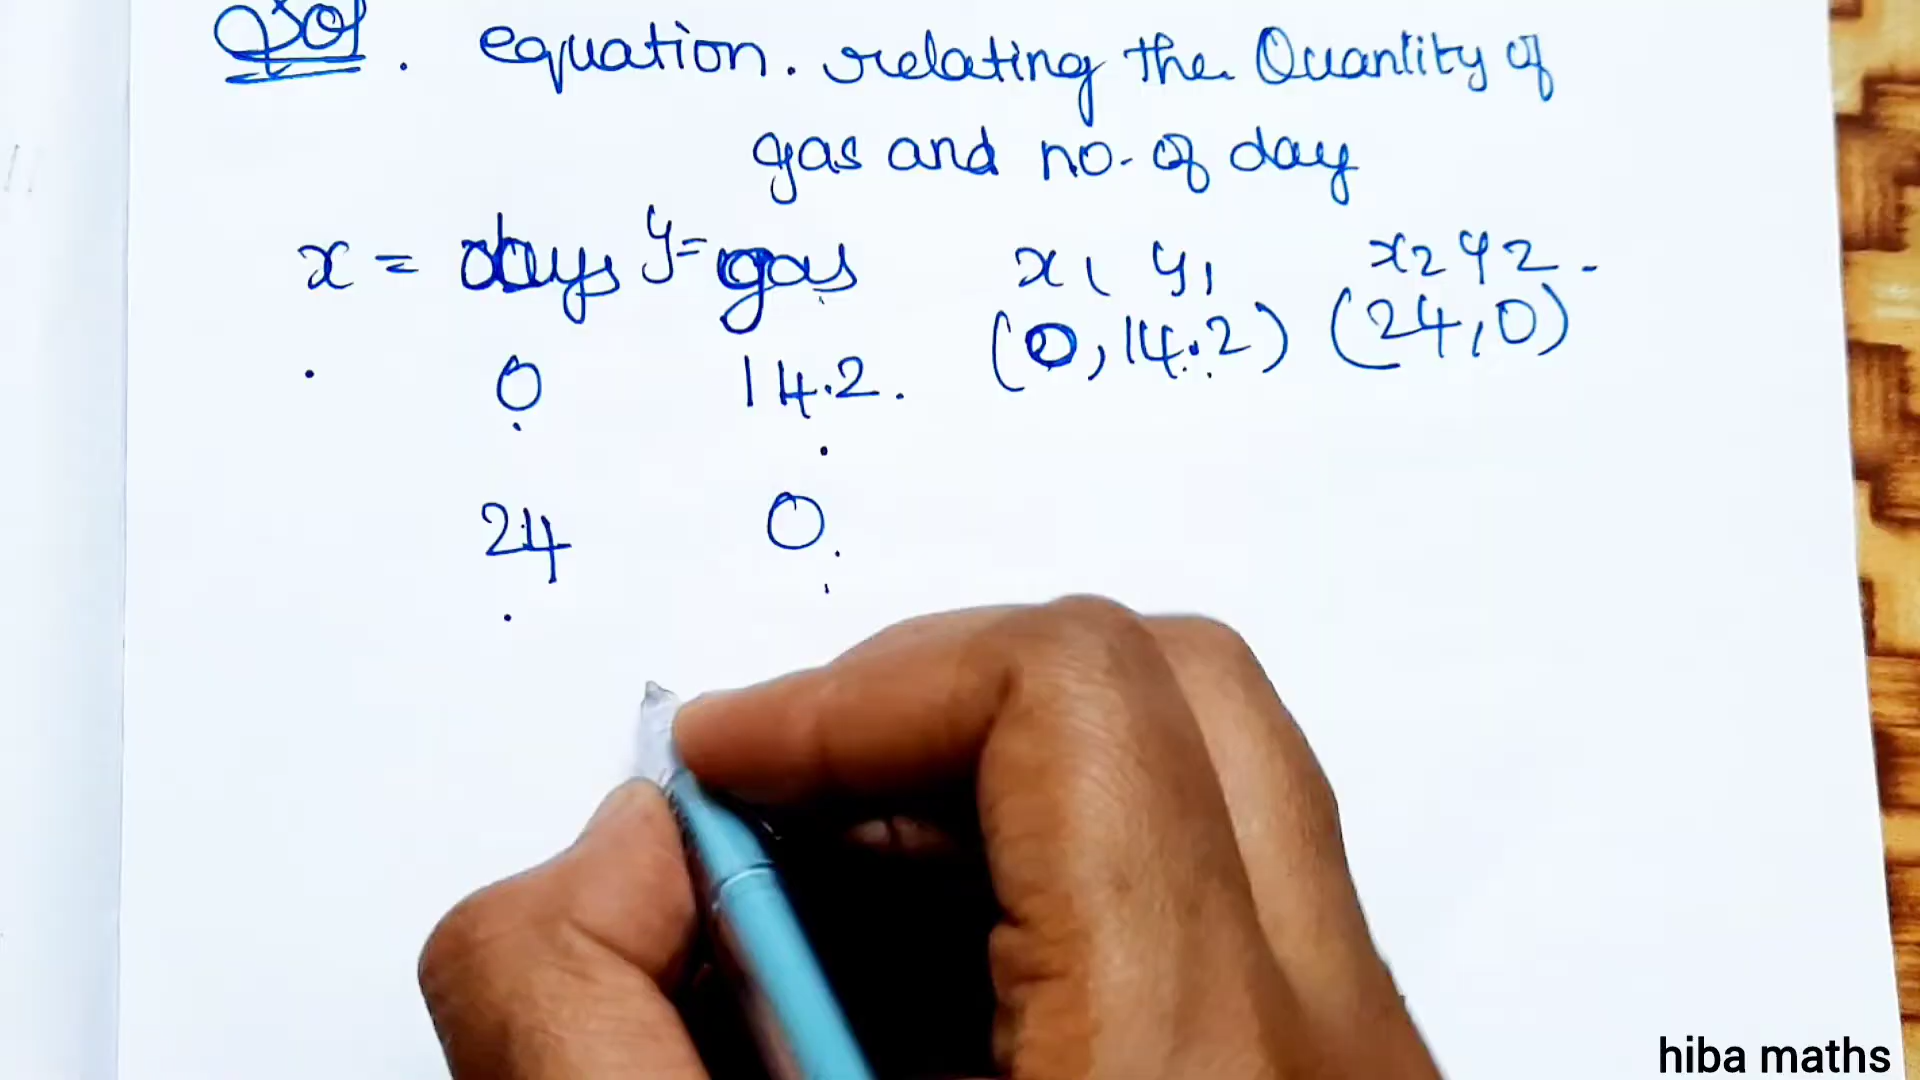 Sol. equation. relating the Quantity of
gas and no. of day
x = days y = gas x1 y1 x2 y2
(0, 14.2) (24, 0)
0 14.2.
24 0.
hiba maths